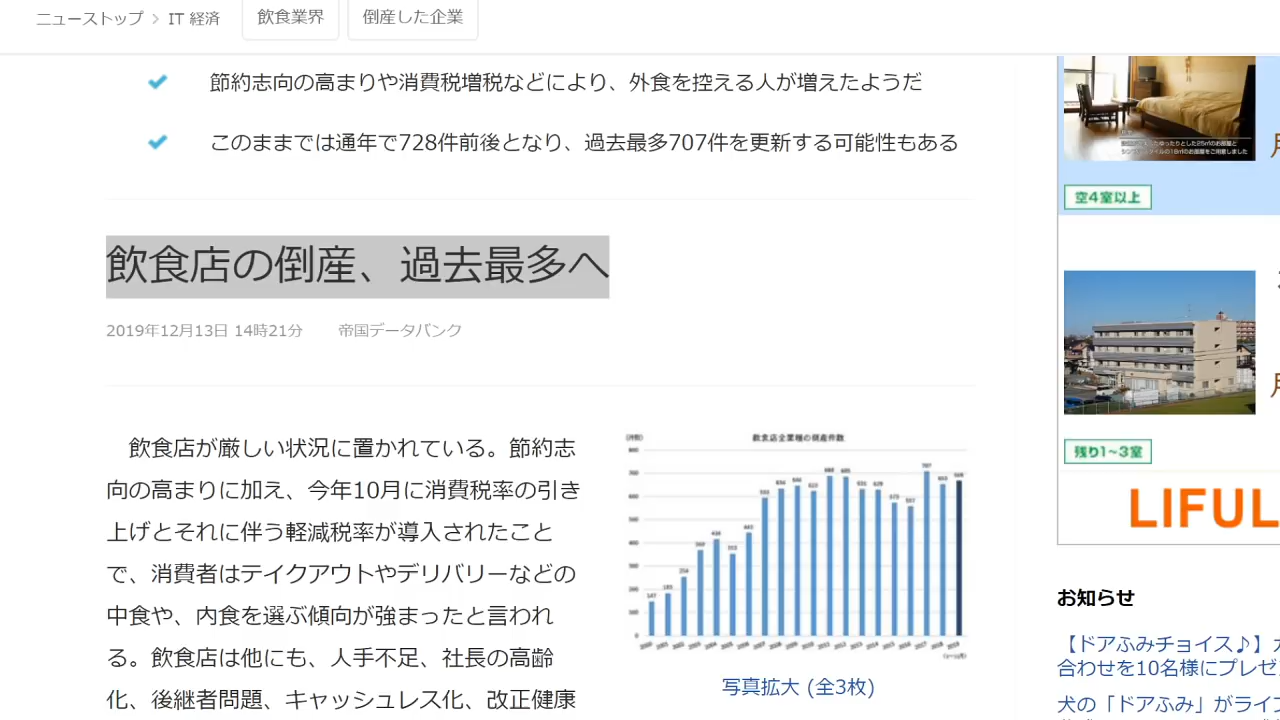 ニューストップ > IT 経済
飲食業界
倒産した企業
節約志向の高まりや消費税増税などにより、外食を控える人が増えたようだ
このままでは通年で728件前後となり、過去最多707件を更新する可能性もある
飲食店の倒産、過去最多へ
2019年12月13日 14時21分
帝国データバンク
飲食店が厳しい状況に置かれている。節約志
向の高まりに加え、今年10月に消費税率の引き
上げとそれに伴う軽減税率が導入されたこと
で、消費者はテイクアウトやデリバリーなどの
中食や、内食を選ぶ傾向が強まったと言われ
る。飲食店は他にも、人手不足、社長の高齢
化、後継者問題、キャッシュレス化、改正健康
飲食店企業種の倒産件数
写真拡大 (全3枚)
空4室以上
残り1~3室
LIFUL
お知らせ
【ドアふみチョイス♪】
合わせを10名様にプレゼ
犬の「ドアふみ」がライフ